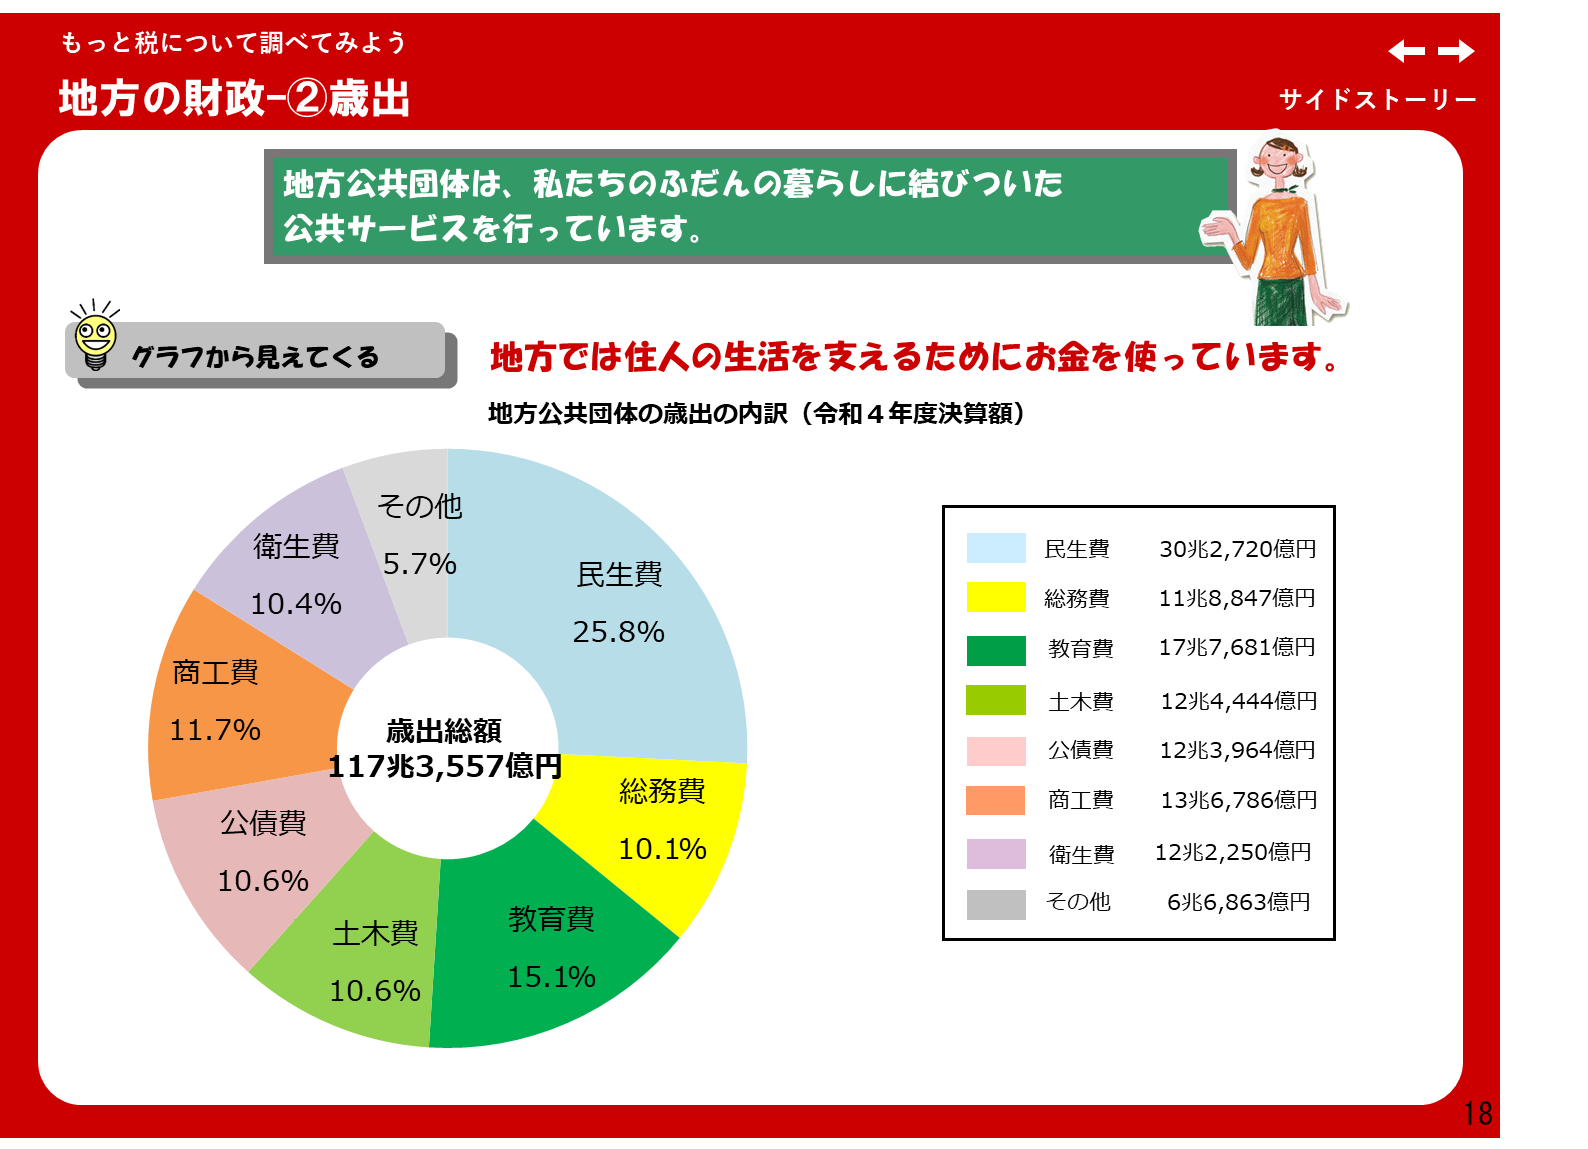 もっと税について調べてみよう
地方の財政-②歳出
サイドストーリー
地方公共団体は、私たちのふだんの暮らしに結びついた
公共サービスを行っています。
グラフから見えてくる
地方では住人の生活を支えるためにお金を使っています。
地方公共団体の歳出の内訳（令和４年度決算額）
その他
5.7%
民生費
25.8%
衛生費
10.4%
商工費
11.7%
歳出総額
117兆3,557億円
総務費
10.1%
公債費
10.6%
土木費
10.6%
教育費
15.1%
民生費 30兆2,720億円
総務費 11兆8,847億円
教育費 17兆7,681億円
土木費 12兆4,444億円
公債費 12兆3,964億円
商工費 13兆6,786億円
衛生費 12兆2,250億円
その他 6兆6,863億円
18